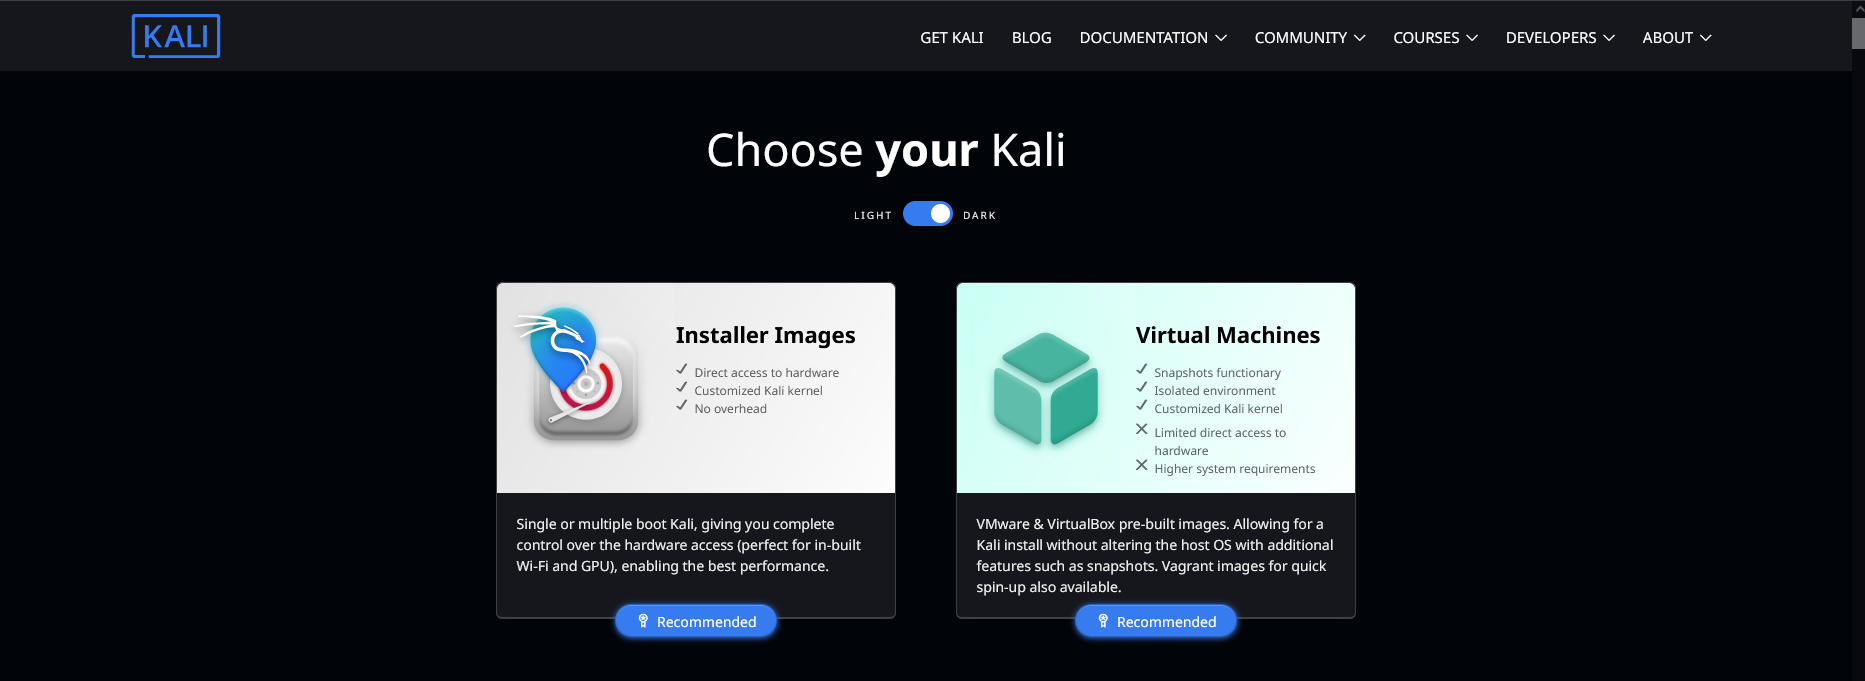 KALI
GET KALI
BLOG
DOCUMENTATION
COMMUNITY
COURSES
DEVELOPERS
ABOUT
Choose your Kali
LIGHT
DARK
Installer Images
Direct access to hardware
Customized Kali kernel
No overhead
Single or multiple boot Kali, giving you complete
control over the hardware access (perfect for in-built
Wi-Fi and GPU), enabling the best performance.
Recommended
Virtual Machines
Snapshots functionary
Isolated environment
Customized Kali kernel
Limited direct access to
hardware
Higher system requirements
VMware & VirtualBox pre-built images. Allowing for a
Kali install without altering the host OS with additional
features such as snapshots. Vagrant images for quick
spin-up also available.
Recommended